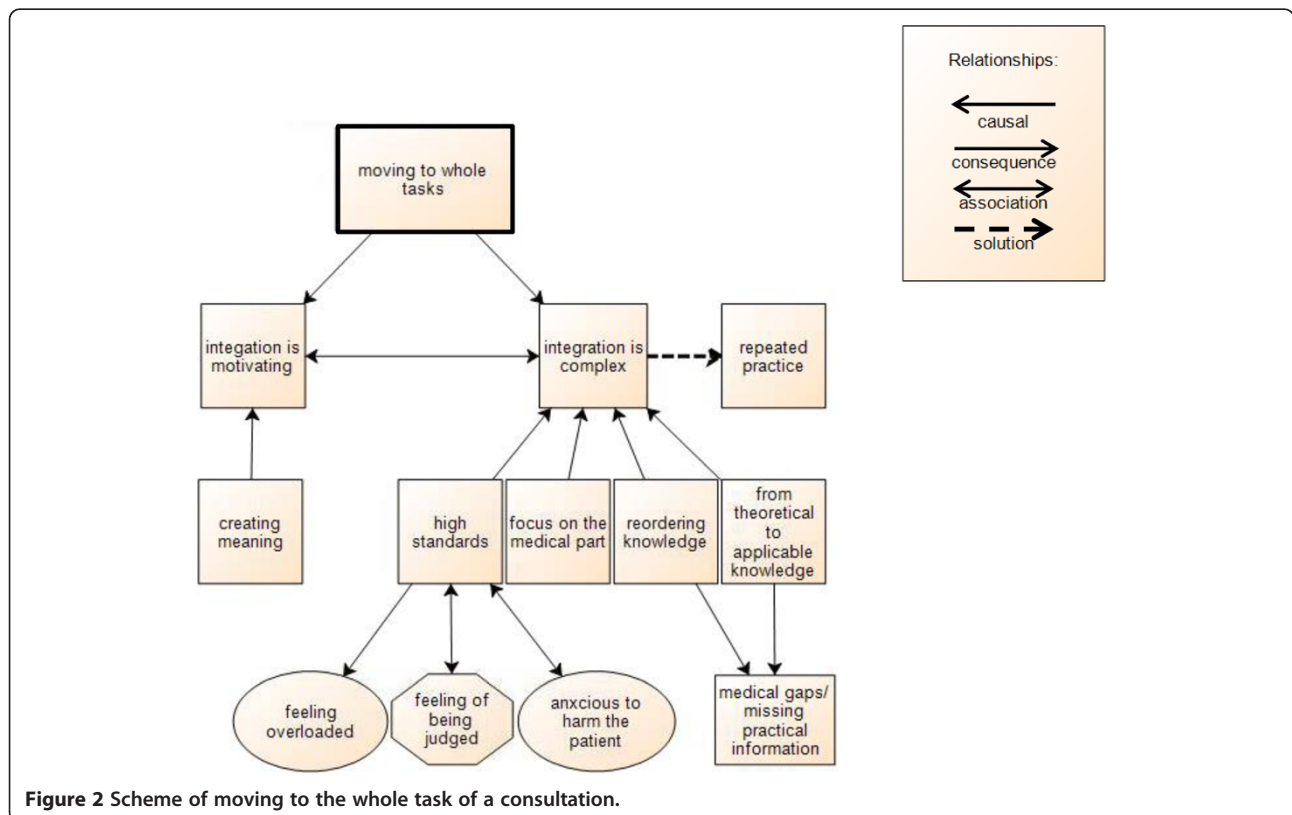 Relationships:
causal
consequence
association
solution
moving to whole
tasks
integation is
motivating
integration is
complex
repeated
practice
creating
meaning
high
standards
focus on the
medical part
reordering
knowledge
from
theoretical
to
applicable
knowledge
feeling
overloaded
feeling of
being
judged
anxcious to
harm the
patient
medical gaps/
missing
practical
information
Figure 2 Scheme of moving to the whole task of a consultation.